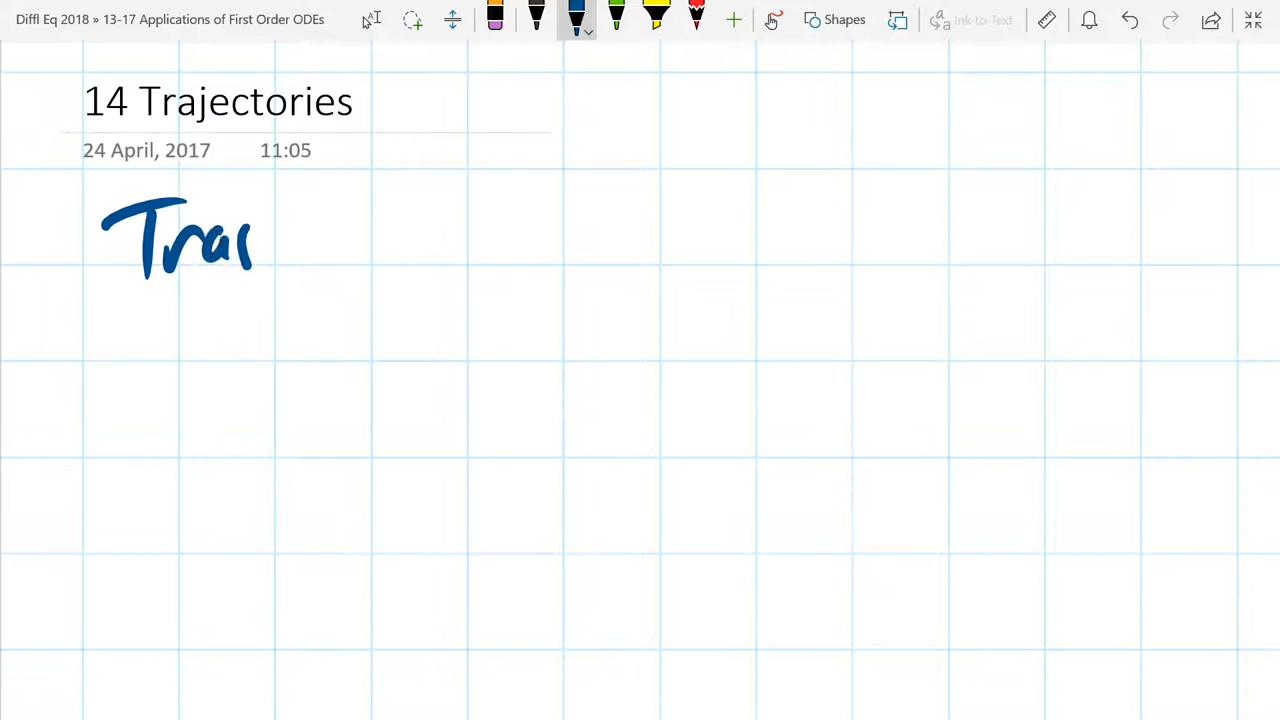 Diffl Eq 2018 » 13-17 Applications of First Order ODEs
Shapes
Ink to Text
14 Trajectories
24 April, 2017 11:05
Tra